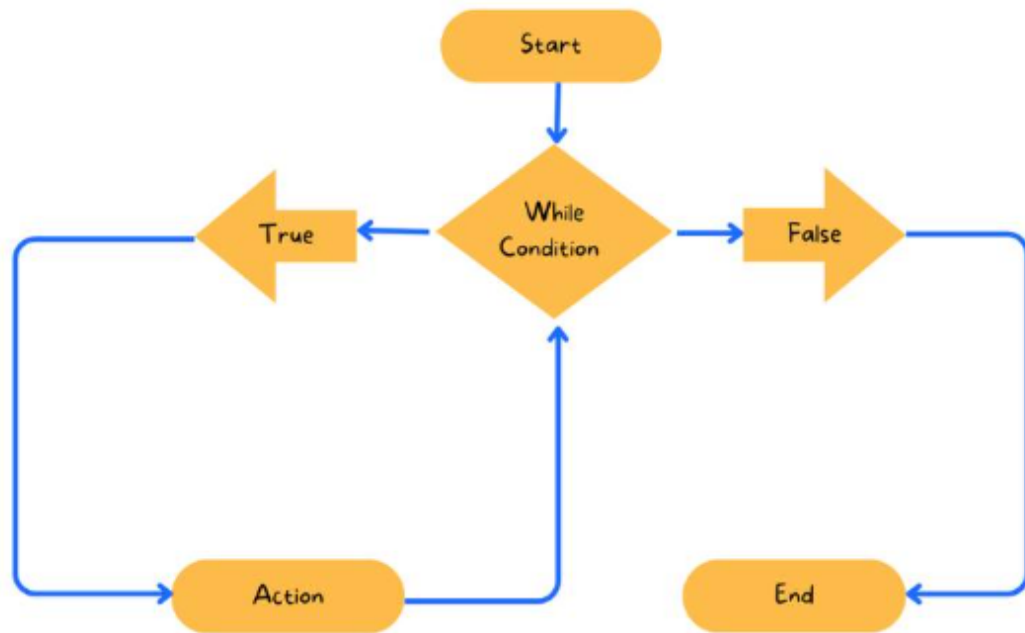 Start
While
Condition
True
False
Action
End